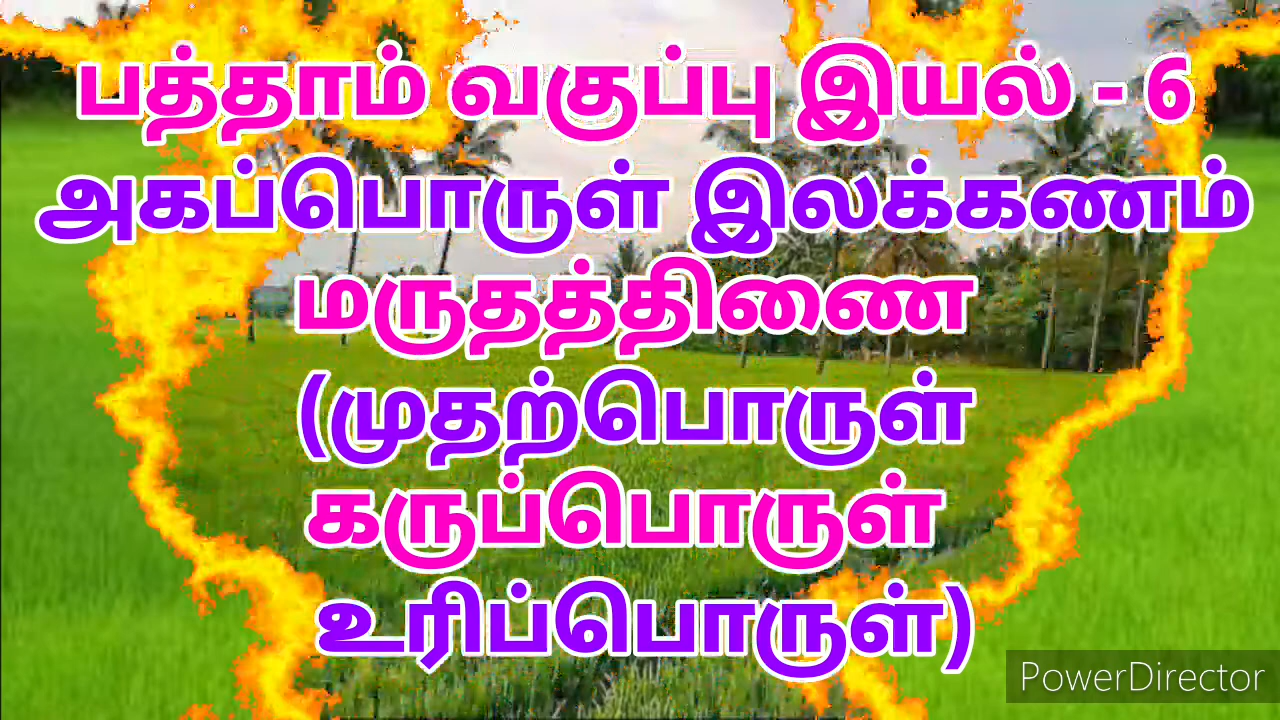 பத்தாம் வகுப்பு இயல் - 6
அகப்பொருள் இலக்கணம்
மருதத்திணை
(முதற்பொருள்
கருப்பொருள்
உரிப்பொருள்)
PowerDirector